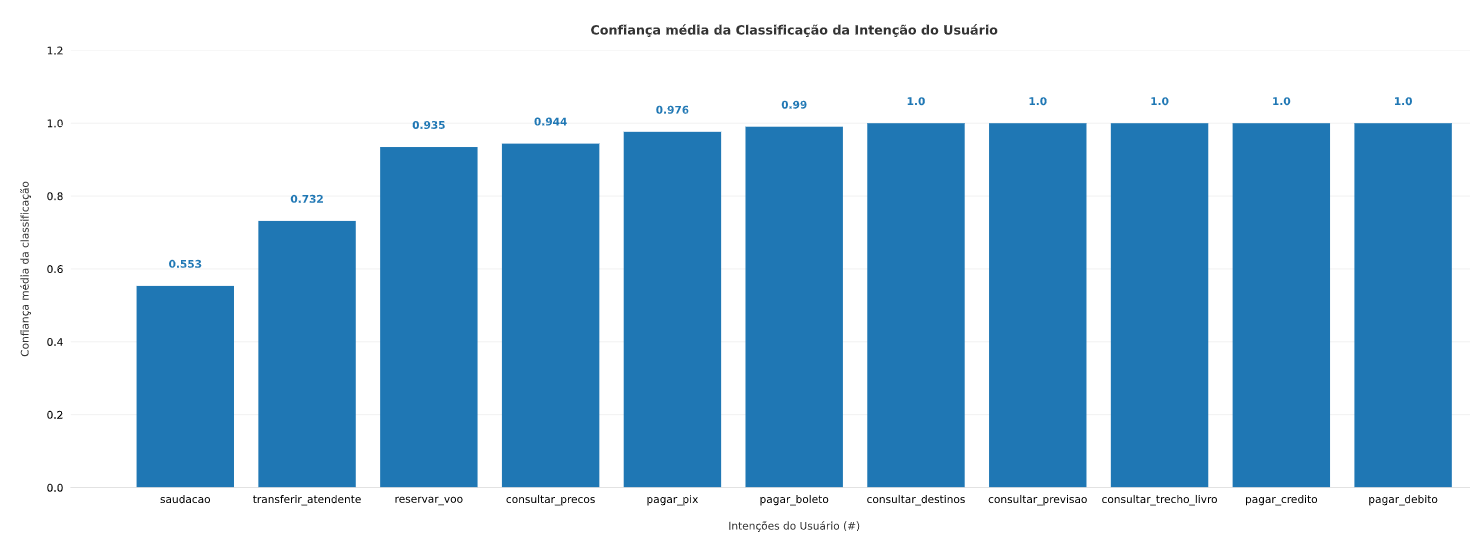 Confiança média da Classificação da Intenção do Usuário
1.2
1.0
0.8
0.6
0.4
0.2
0.0
Confiança média da classificação
0.553
0.732
0.935
0.944
0.976
0.99
1.0
1.0
1.0
1.0
1.0
saudacao
transferir_atendente
reservar_voo
consultar_precos
pagar_pix
pagar_boleto
consultar_destinos
consultar_previsao
consultar_trecho_livro
pagar_credito
pagar_debito
Intenções do Usuário (#)